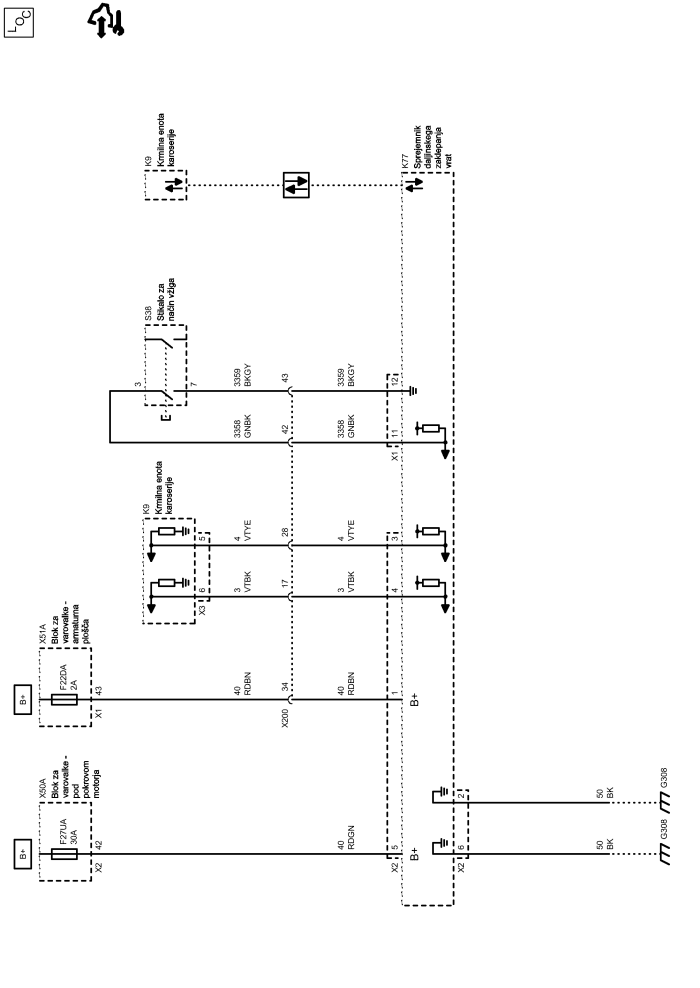 LOC
B+
X50A
Blok za
varovalke -
pod
pokrovom
motorja
F27UA
30A
X2
42
40
RDGN
X2
5
B+
X2
6
2
50
BK
G308
50
BK
G308
B+
X51A
Blok za
varovalke -
armaturna
plošča
F22DA
2A
X1
43
40
RDBN
X200
34
40
RDBN
1
B+
K9
Krmilna enota
karoserije
X3
6
5
3
VTBK
17
3
VTBK
4
4
VTYE
28
4
VTYE
3
S38
Stikalo za
način vžiga
3
7
3358
GNBK
42
3358
GNBK
X1
11
3359
BKGY
43
3359
BKGY
12
K9
Krmilna enota
karoserije
K77
Sprejemnik
daljinskega
zaklepanja
vrat